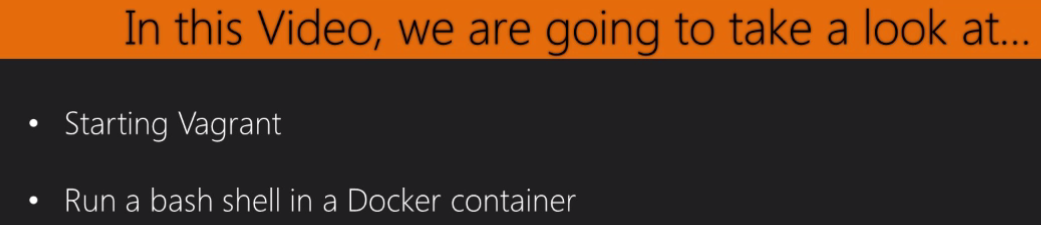 In this Video, we are going to take a look at...
• Starting Vagrant
• Run a bash shell in a Docker container